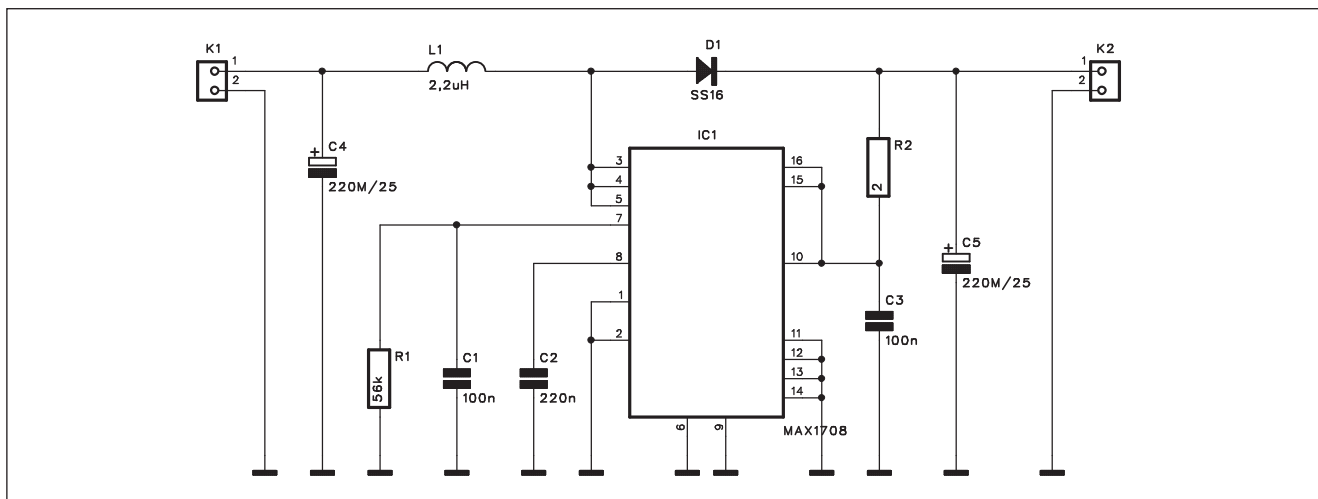 K1
1
2
L1
2,2uH
D1
SS16
K2
1
2
C4
+
220M/25
IC1
3
4
5
7
8
1
2
16
15
10
11
12
13
14
6
9
MAX1708
R2
2
C5
+
220M/25
C3
100n
R1
56k
C1
100n
C2
220n